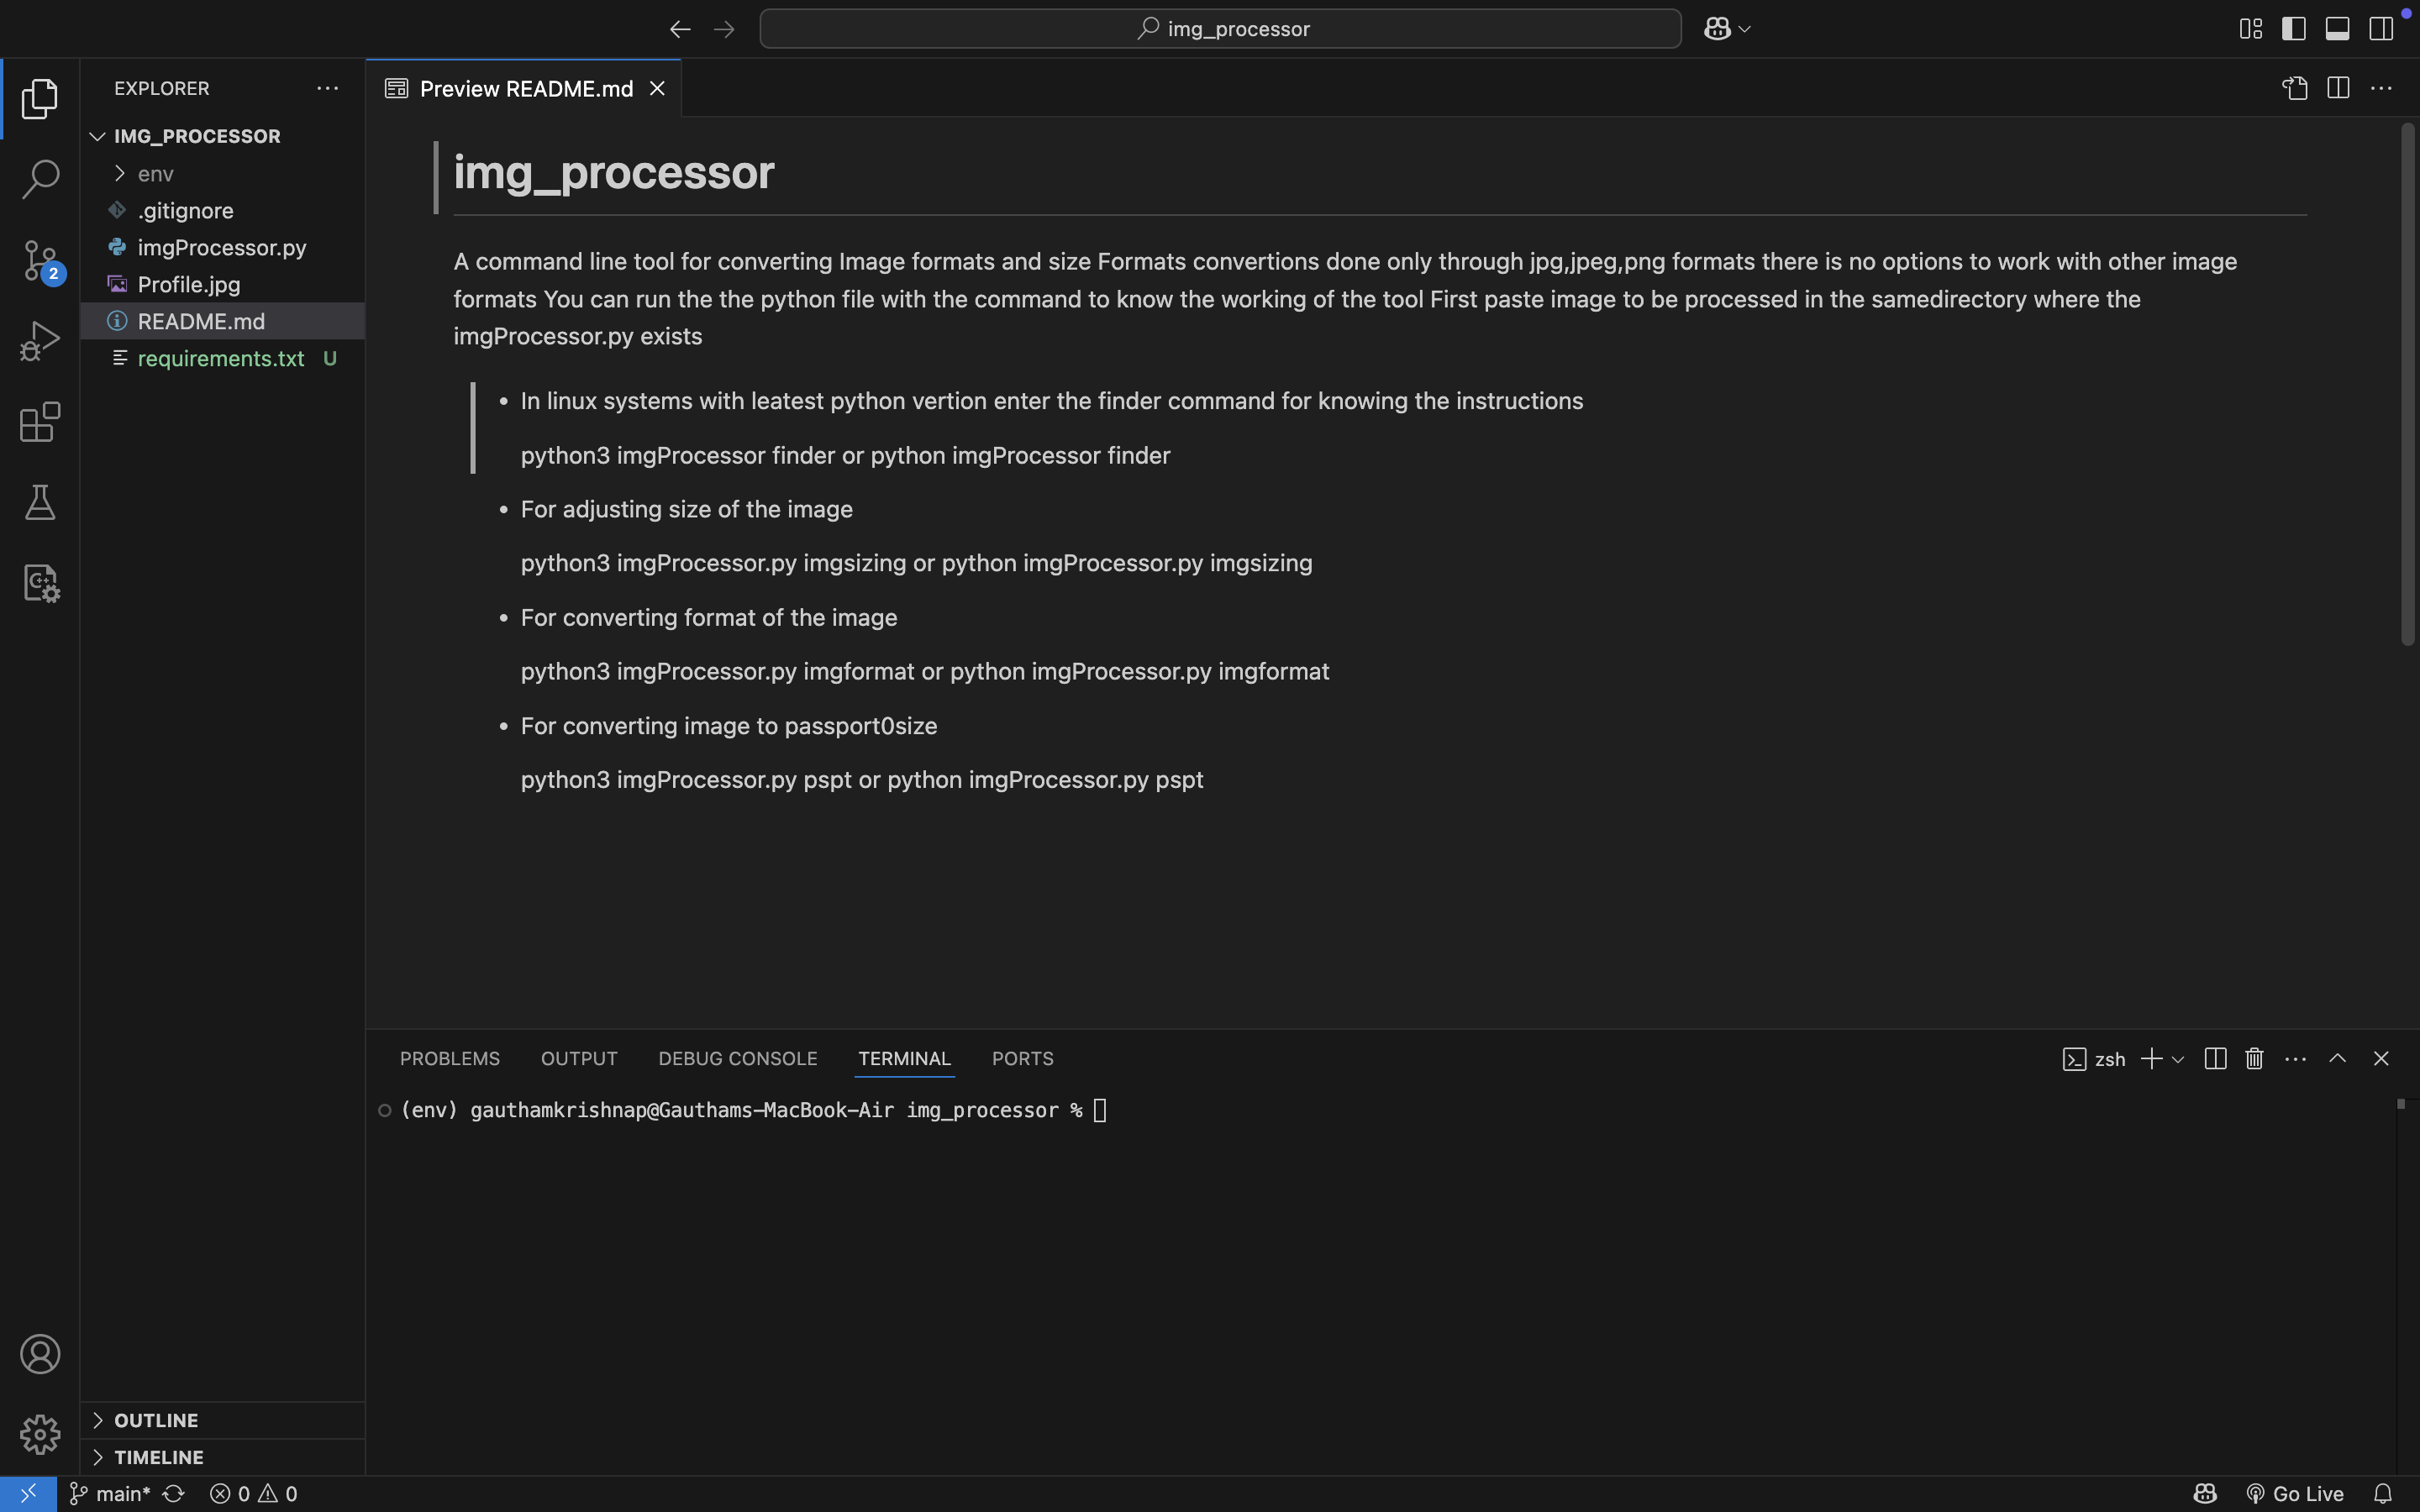 img_processor
EXPLORER
Preview README.md
IMG_PROCESSOR
env
.gitignore
imgProcessor.py
Profile.jpg
README.md
requirements.txt U
2
img_processor
A command line tool for converting Image formats and size Formats convertions done only through jpg,jpeg,png formats there is no options to work with other image
formats You can run the the python file with the command to know the working of the tool First paste image to be processed in the samedirectory where the
imgProcessor.py exists
• In linux systems with leatest python vertion enter the finder command for knowing the instructions
python3 imgProcessor finder or python imgProcessor finder
• For adjusting size of the image
python3 imgProcessor.py imgsizing or python imgProcessor.py imgsizing
• For converting format of the image
python3 imgProcessor.py imgformat or python imgProcessor.py imgformat
• For converting image to passport0size
python3 imgProcessor.py pspt or python imgProcessor.py pspt
PROBLEMS OUTPUT DEBUG CONSOLE TERMINAL PORTS
zsh
(env) gauthamkrishnap@Gauthams-MacBook-Air img_processor %
OUTLINE
TIMELINE
main* 0 0
Go Live